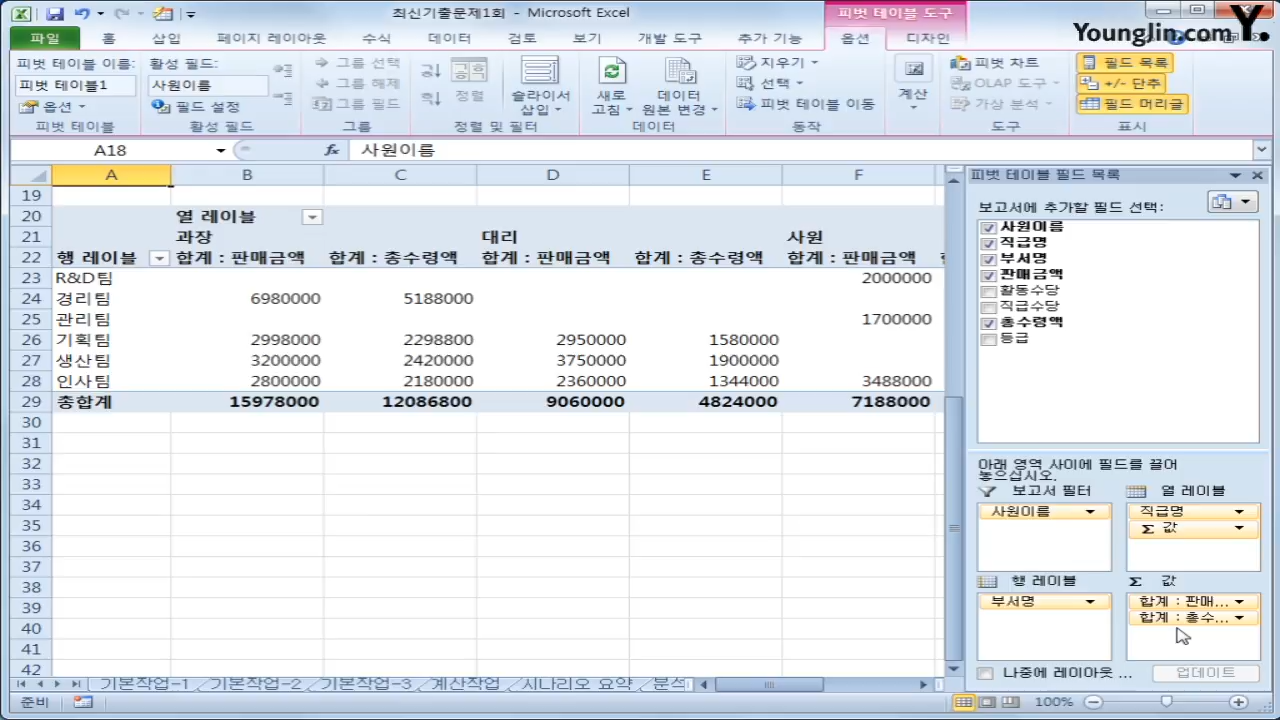 최신기출문제1회 - Microsoft Excel
피벗 테이블 도구
YoungJin.com Y.
파일 홈 삽입 페이지 레이아웃 수식 데이터 검토 보기 개발 도구 추가 기능 옵션 디자인
피벗 테이블 이름:
피벗 테이블1
옵션
피벗 테이블
활성 필드:
사원이름
필드 설정
활성 필드
그룹 선택
그룹 해제
그룹 필드
그룹
정렬
슬라이서
삽입
정렬 및 필터
새로
고침
데이터
원본 변경
데이터
지우기
선택
피벗 테이블 이동
동작
계산
피벗 차트
OLAP 도구
가상 분석
도구
필드 목록
+/- 단추
필드 머리글
표시
A18 fx 사원이름
A B C D E F
19
20 열 레이블
21 과장 대리 사원
22 행 레이블 합계 : 판매금액 합계 : 총수령액 합계 : 판매금액 합계 : 총수령액 합계 : 판매금액
23 R&D팀 2000000
24 경리팀 6980000 5188000
25 관리팀 1700000
26 기획팀 2998000 2298800 2950000 1580000
27 생산팀 3200000 2420000 3750000 1900000
28 인사팀 2800000 2180000 2360000 1344000 3488000
29 총합계 15978000 12086800 9060000 4824000 7188000
30
31
32
33
34
35
36
37
38
39
40
41
42
피벗 테이블 필드 목록
보고서에 추가할 필드 선택:
사원이름
직급명
부서명
판매금액
활동수당
직급수당
총수령액
등급
아래 영역 사이에 필드를 끌어
놓으십시오.
보고서 필터 열 레이블
사원이름 직급명
Σ 값
행 레이블 Σ 값
부서명 합계 : 판매...
합계 : 총수...
나중에 레이아웃 ... 업데이트
기본작업-1 기본작업-2 기본작업-3 계산작업 시나리오 요약 분석
준비 100%